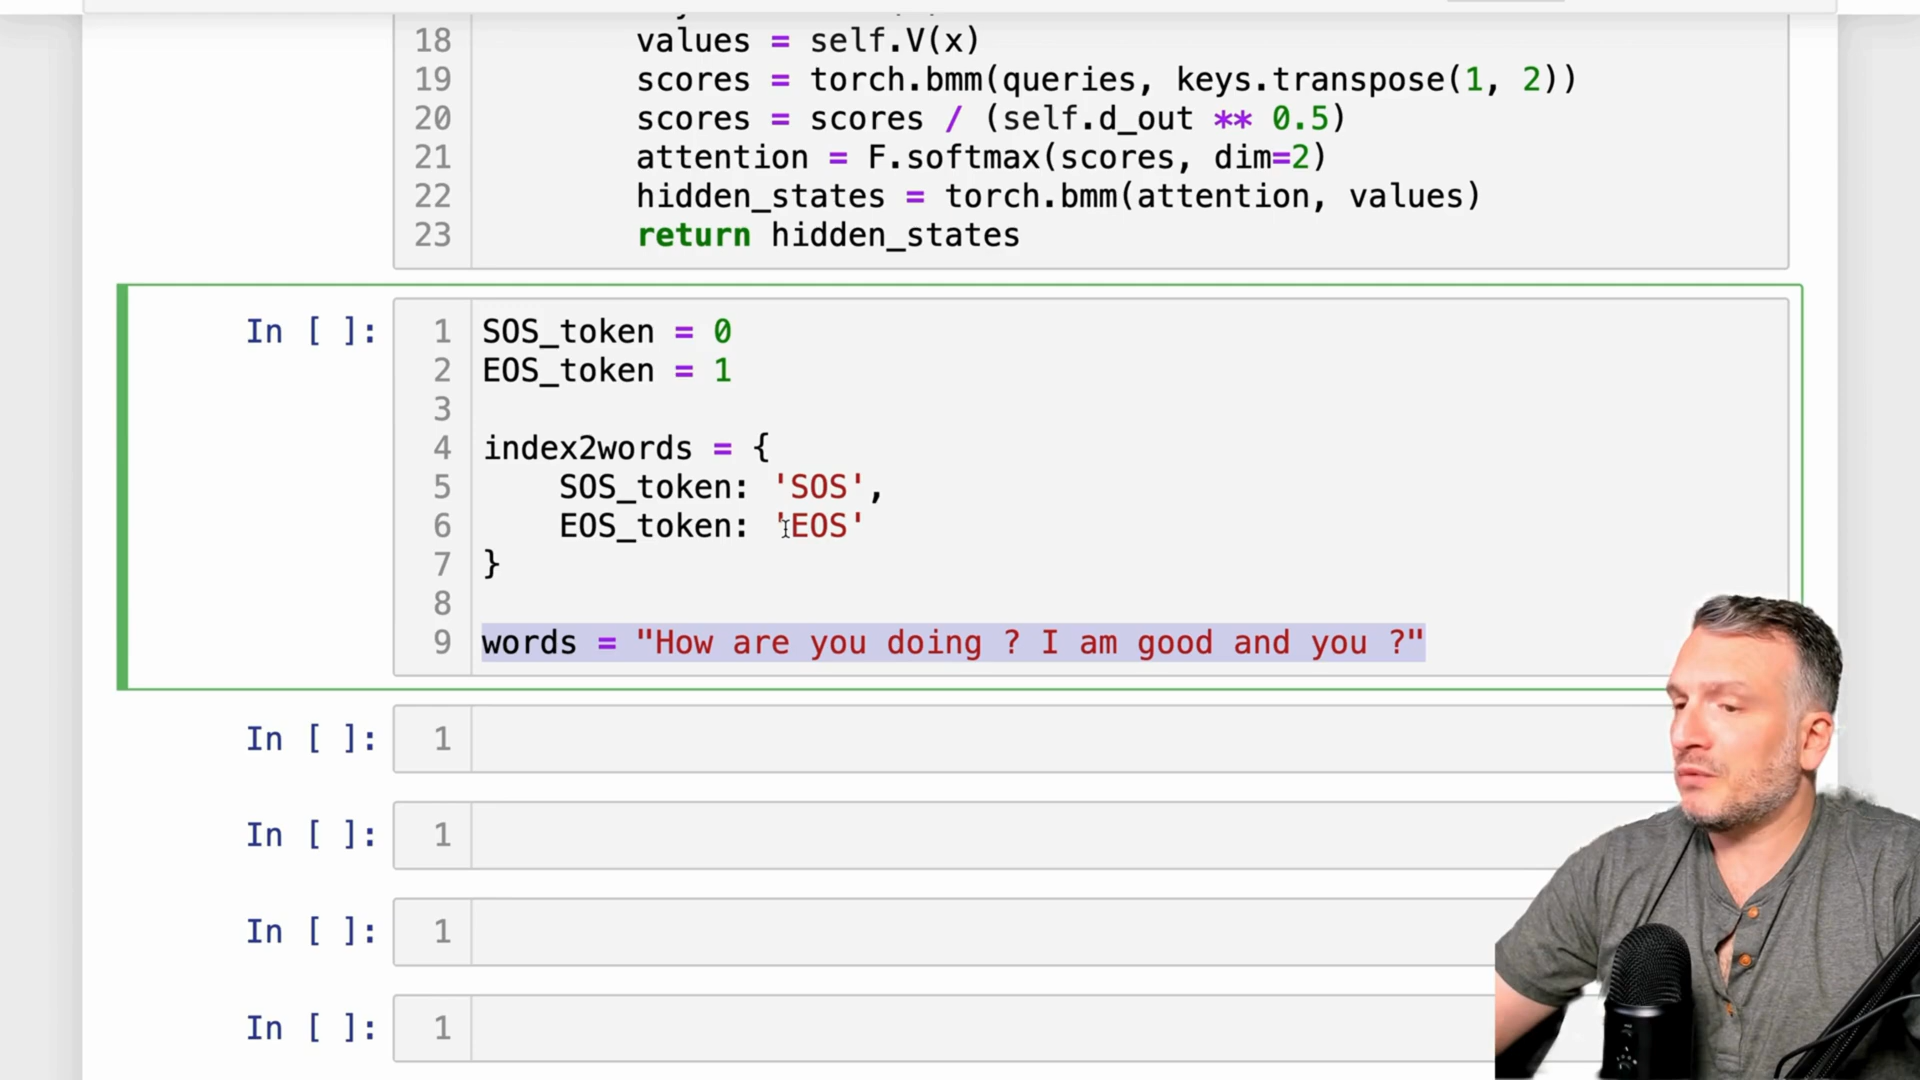 18 values = self.V(x)
19 scores = torch.bmm(queries, keys.transpose(1, 2))
20 scores = scores / (self.d_out ** 0.5)
21 attention = F.softmax(scores, dim=2)
22 hidden_states = torch.bmm(attention, values)
23 return hidden_states
In [ ]: 1 SOS_token = 0
2 EOS_token = 1
3
4 index2words = {
5 SOS_token: 'SOS',
6 EOS_token: 'EOS'
7 }
8
9 words = "How are you doing ? I am good and you ?"
In [ ]: 1
In [ ]: 1
In [ ]: 1
In [ ]: 1